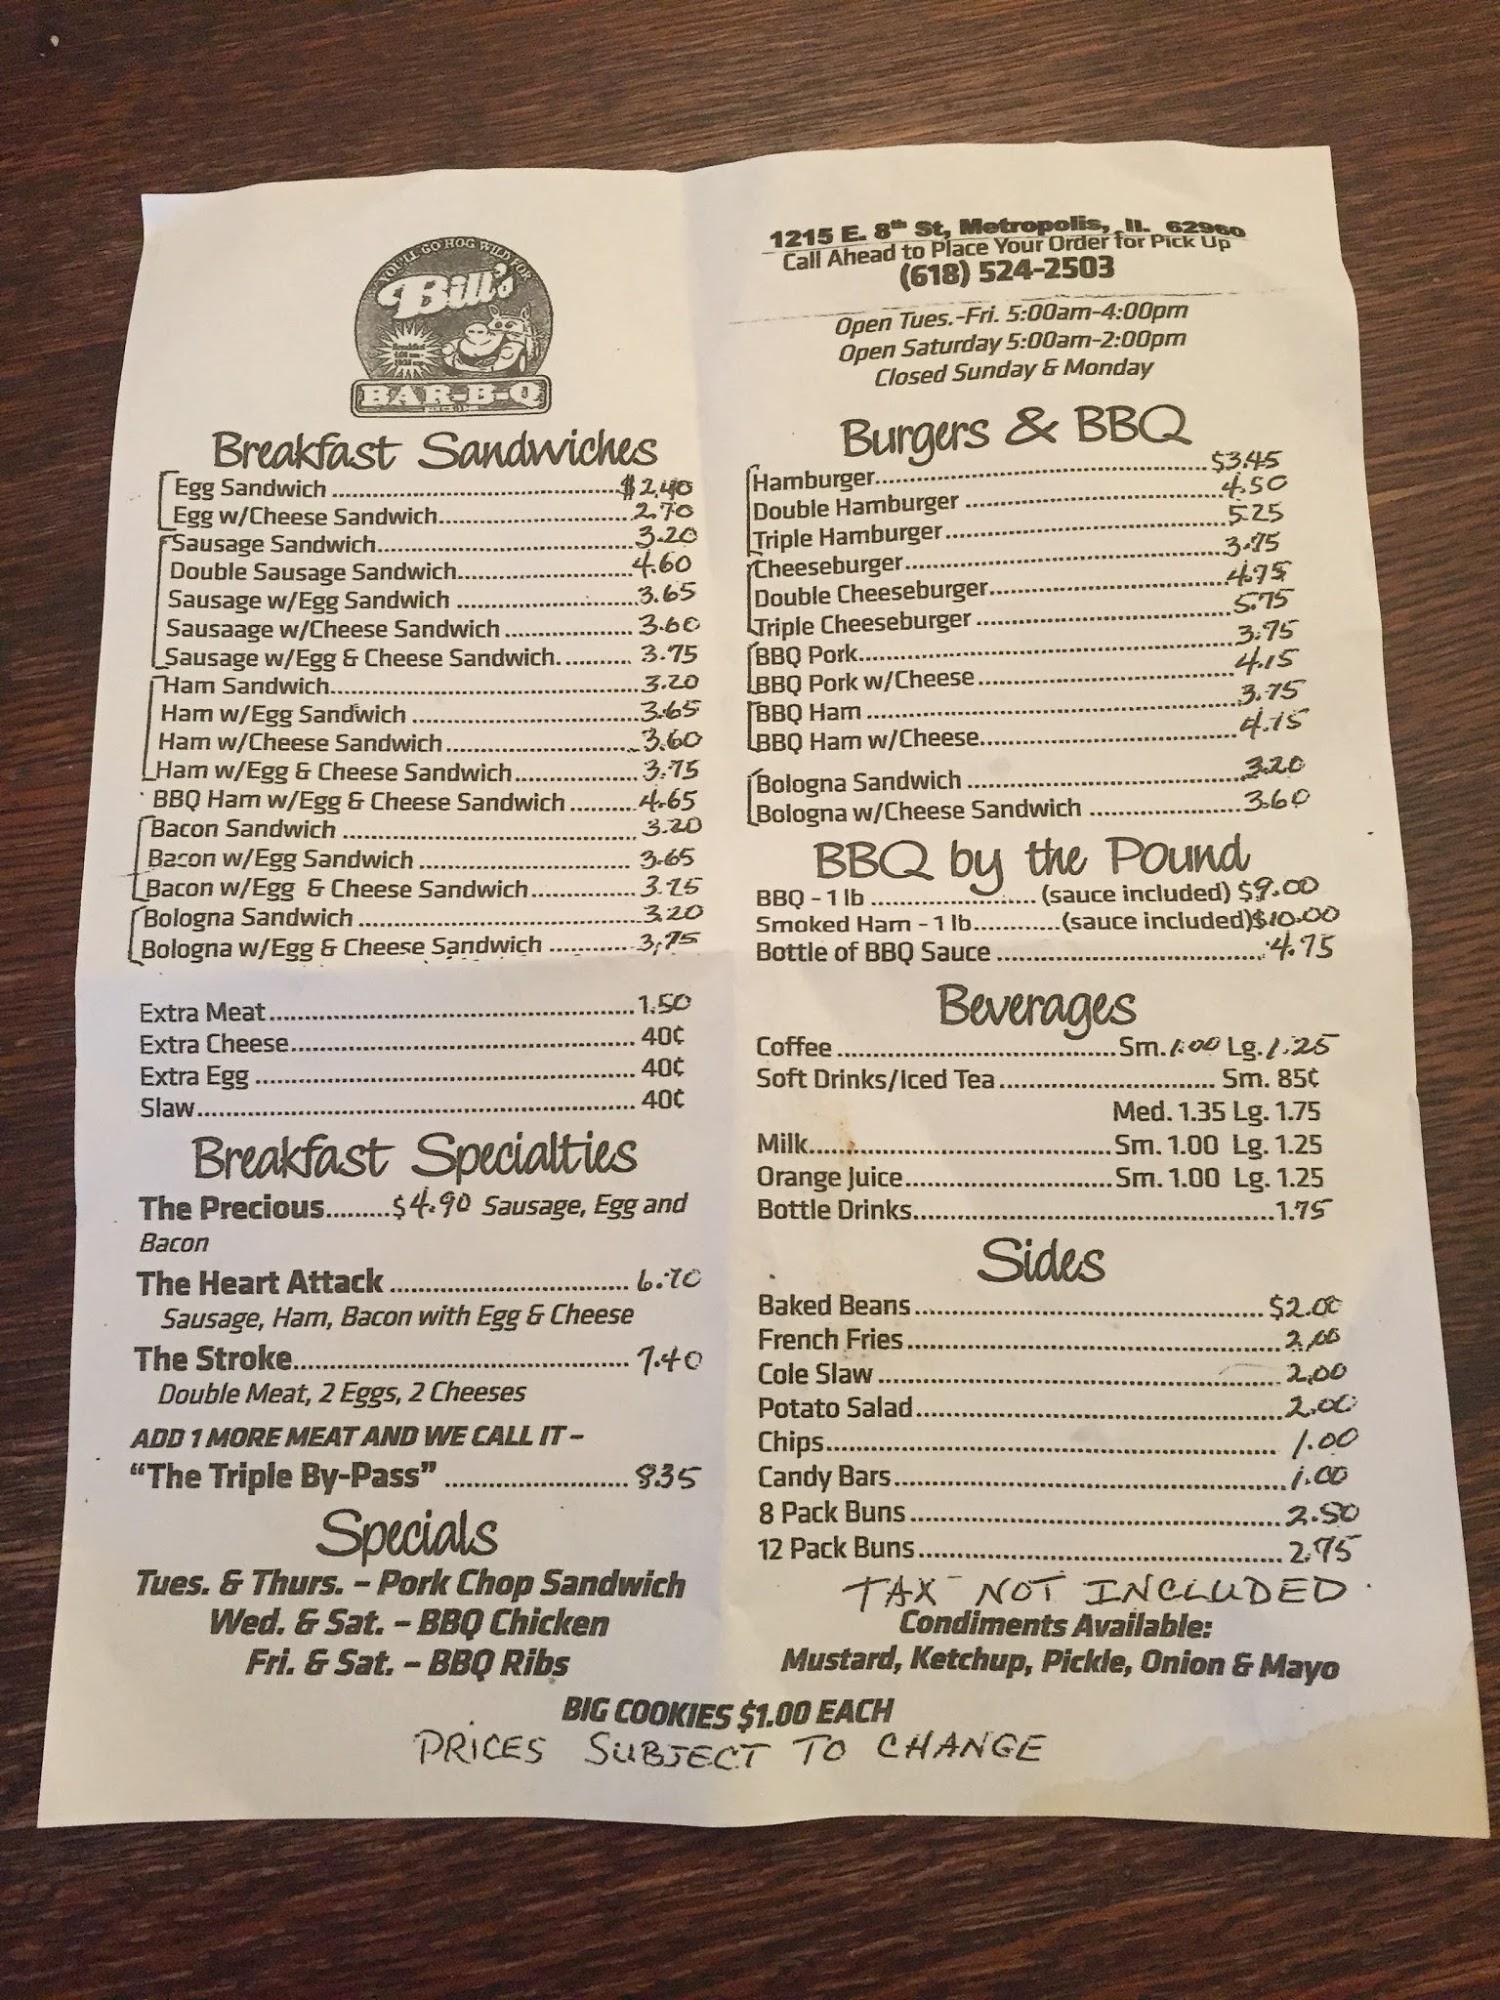 YOU'LL GO HOG WILD FOR
Bill's
BAR-B-Q
1215 E. 8th St, Metropolis, IL. 62960
Call Ahead to Place Your Order for Pick Up
(618) 524-2503
Open Tues.-Fri. 5:00am-4:00pm
Open Saturday 5:00am-2:00pm
Closed Sunday & Monday
Breakfast Sandwiches
Egg Sandwich $2.40
Egg w/Cheese Sandwich 2.70
Sausage Sandwich 3.20
Double Sausage Sandwich 4.60
Sausage w/Egg Sandwich 3.65
Sausaage w/Cheese Sandwich 3.60
Sausage w/Egg & Cheese Sandwich 3.75
Ham Sandwich 3.20
Ham w/Egg Sandwich 3.65
Ham w/Cheese Sandwich 3.60
Ham w/Egg & Cheese Sandwich 3.75
BBQ Ham w/Egg & Cheese Sandwich 4.65
Bacon Sandwich 3.20
Bacon w/Egg Sandwich 3.65
Bacon w/Egg & Cheese Sandwich 3.75
Bologna Sandwich 3.20
Bologna w/Egg & Cheese Sandwich 3.75
Extra Meat 1.50
Extra Cheese 40¢
Extra Egg 40¢
Slaw 40¢
Breakfast Specialties
The Precious $4.90 Sausage, Egg and
Bacon
The Heart Attack 6.70
Sausage, Ham, Bacon with Egg & Cheese
The Stroke 7.40
Double Meat, 2 Eggs, 2 Cheeses
ADD 1 MORE MEAT AND WE CALL IT –
"The Triple By-Pass" 8.35
Specials
Tues. & Thurs. – Pork Chop Sandwich
Wed. & Sat. – BBQ Chicken
Fri. & Sat. – BBQ Ribs
Burgers & BBQ
Hamburger $3.45
Double Hamburger 4.50
Triple Hamburger 5.25
Cheeseburger 3.75
Double Cheeseburger 4.75
Triple Cheeseburger 5.75
BBQ Pork 3.75
BBQ Pork w/Cheese 4.15
BBQ Ham 3.75
BBQ Ham w/Cheese 4.15
Bologna Sandwich 3.20
Bologna w/Cheese Sandwich 3.60
BBQ by the Pound
BBQ - 1 lb (sauce included) $9.00
Smoked Ham - 1 lb (sauce included) $10.00
Bottle of BBQ Sauce 4.75
Beverages
Coffee Sm. 1.00 Lg. 1.25
Soft Drinks/Iced Tea Sm. 85¢
Med. 1.35 Lg. 1.75
Milk Sm. 1.00 Lg. 1.25
Orange Juice Sm. 1.00 Lg. 1.25
Bottle Drinks 1.75
Sides
Baked Beans $2.00
French Fries 2.00
Cole Slaw 2.00
Potato Salad 2.00
Chips 1.00
Candy Bars 1.00
8 Pack Buns 2.50
12 Pack Buns 2.75
TAX NOT INCLUDED
Condiments Available:
Mustard, Ketchup, Pickle, Onion & Mayo
BIG COOKIES $1.00 EACH
PRICES SUBJECT TO CHANGE